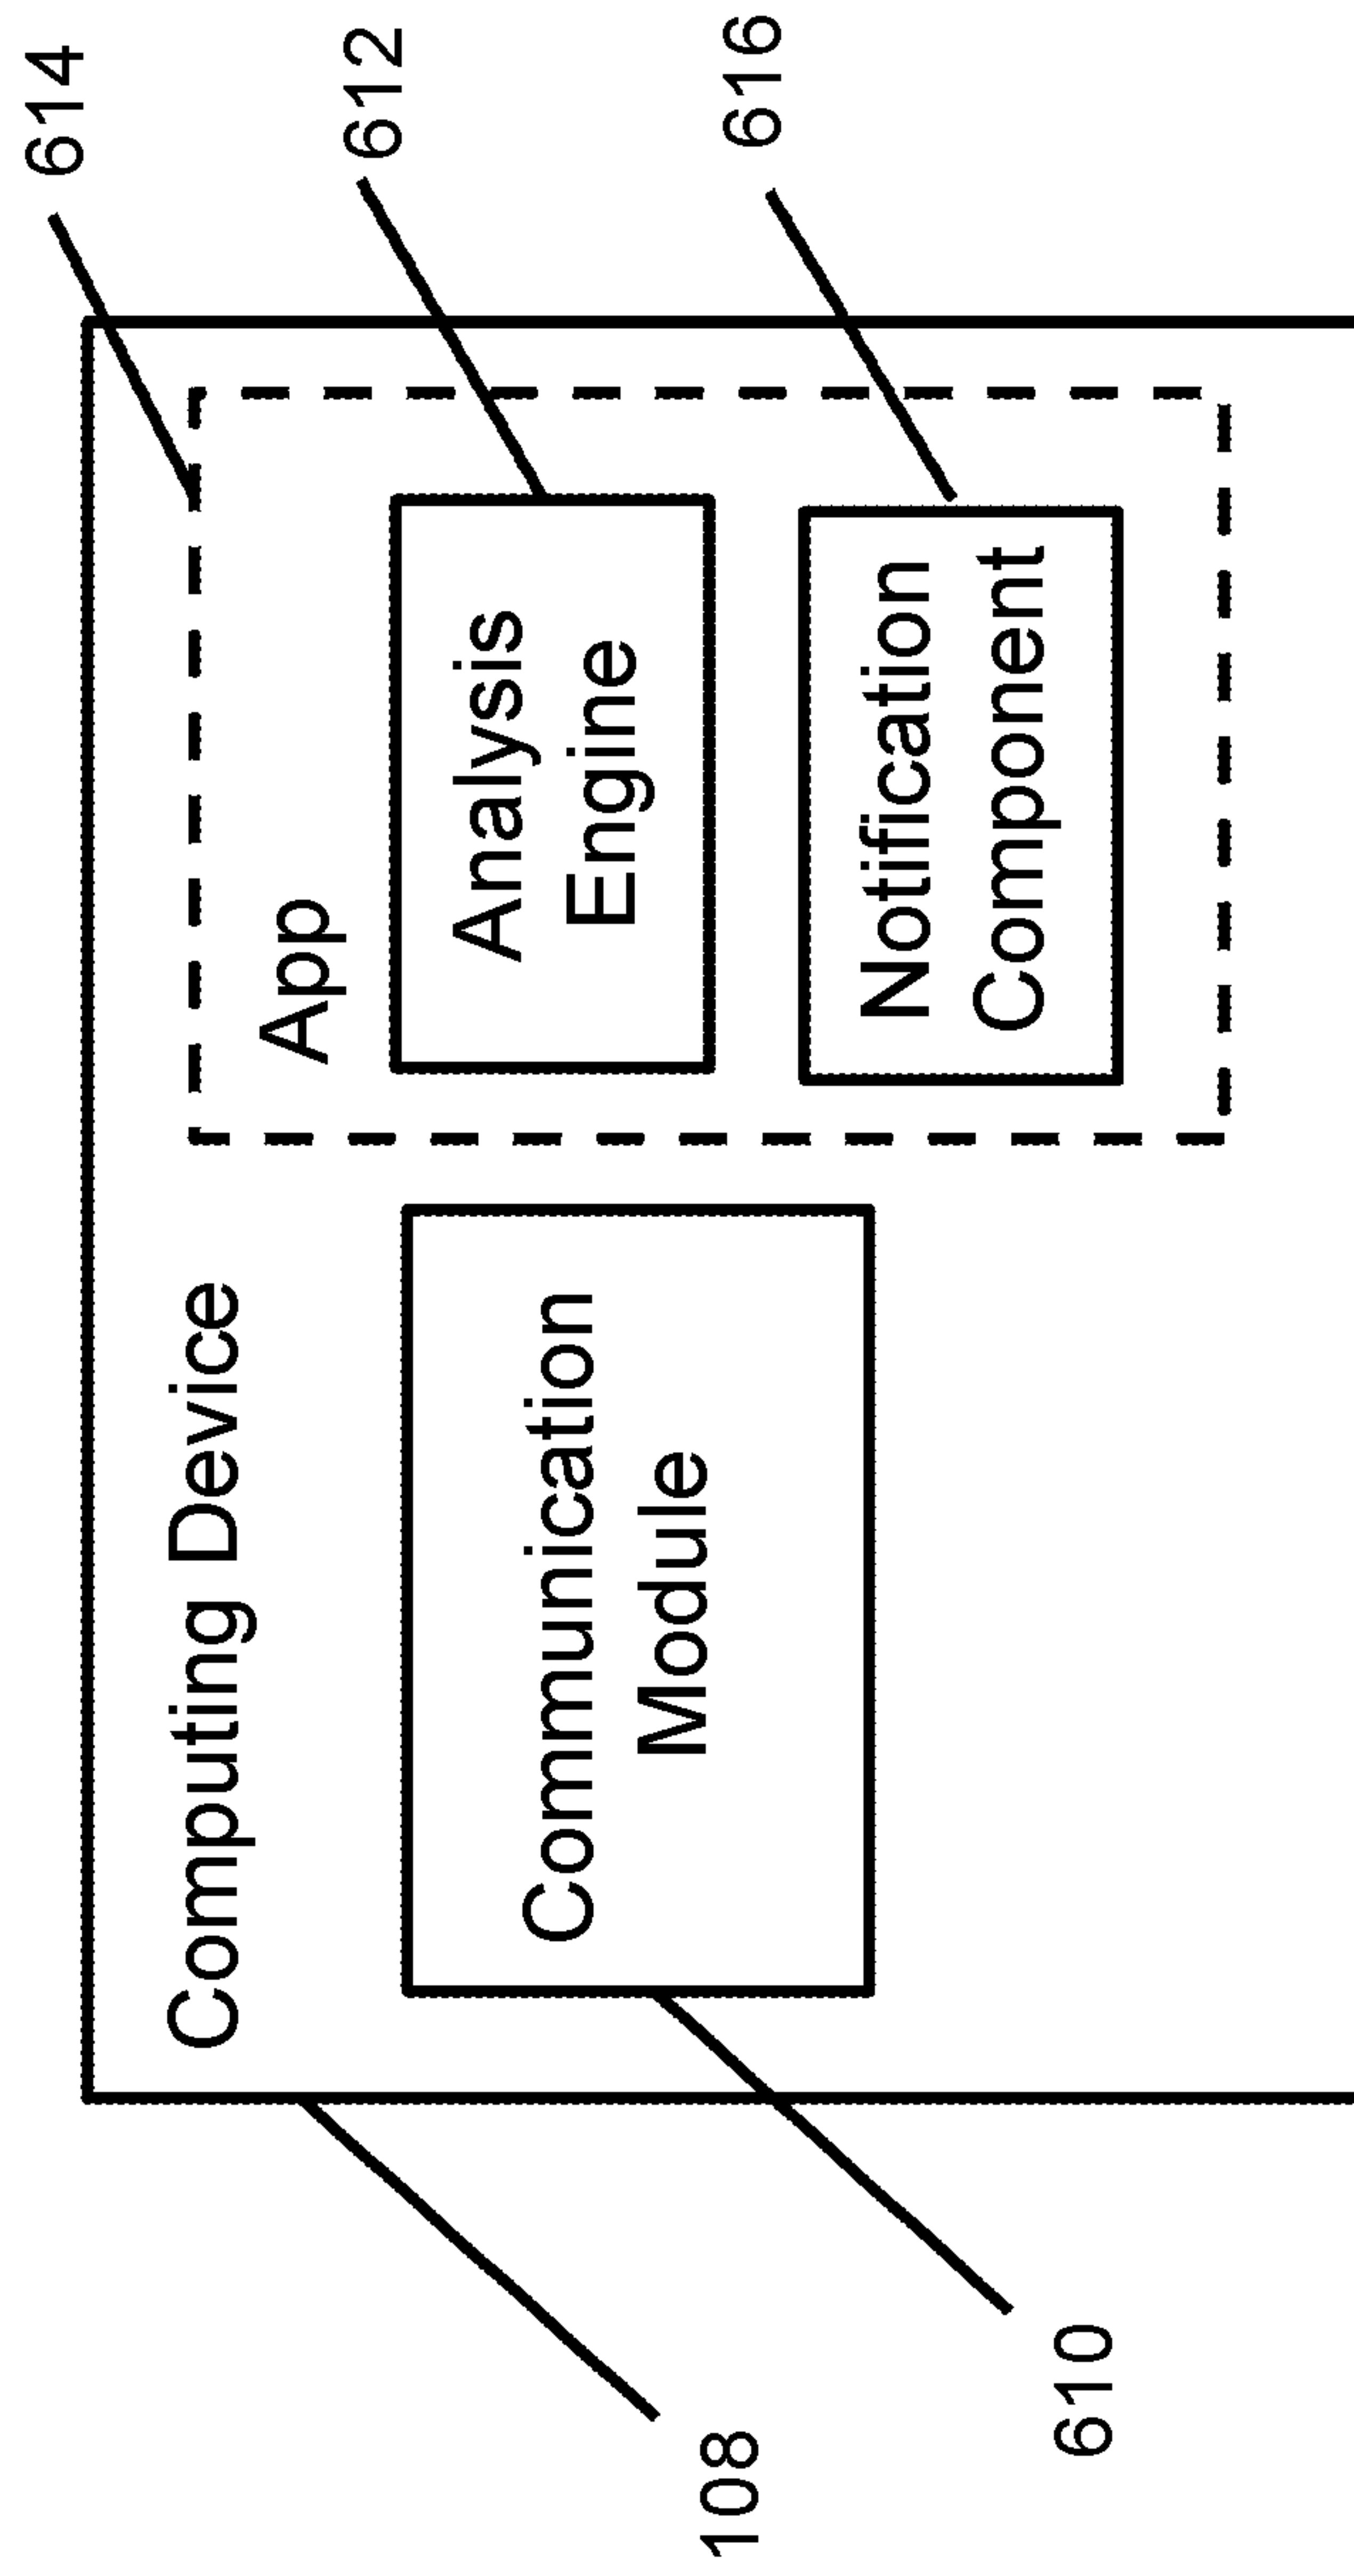 614
612
616
Computing Device
App
Communication
Module
Analysis
Engine
Notification
Component
108
610